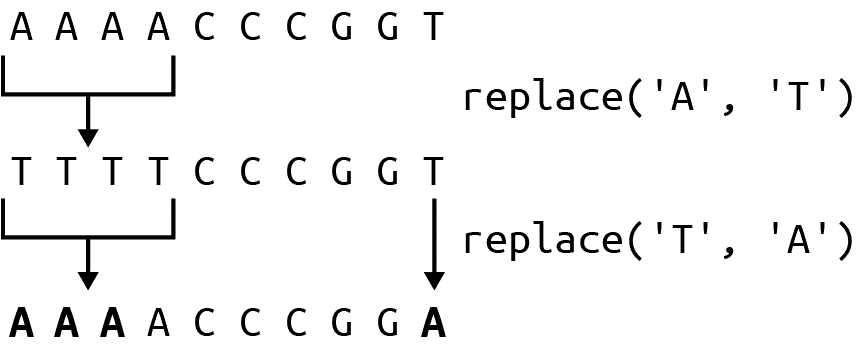 A A A A C C C G G T
replace('A', 'T')
T T T T C C C G G T
replace('T', 'A')
A A A A C C C G G A